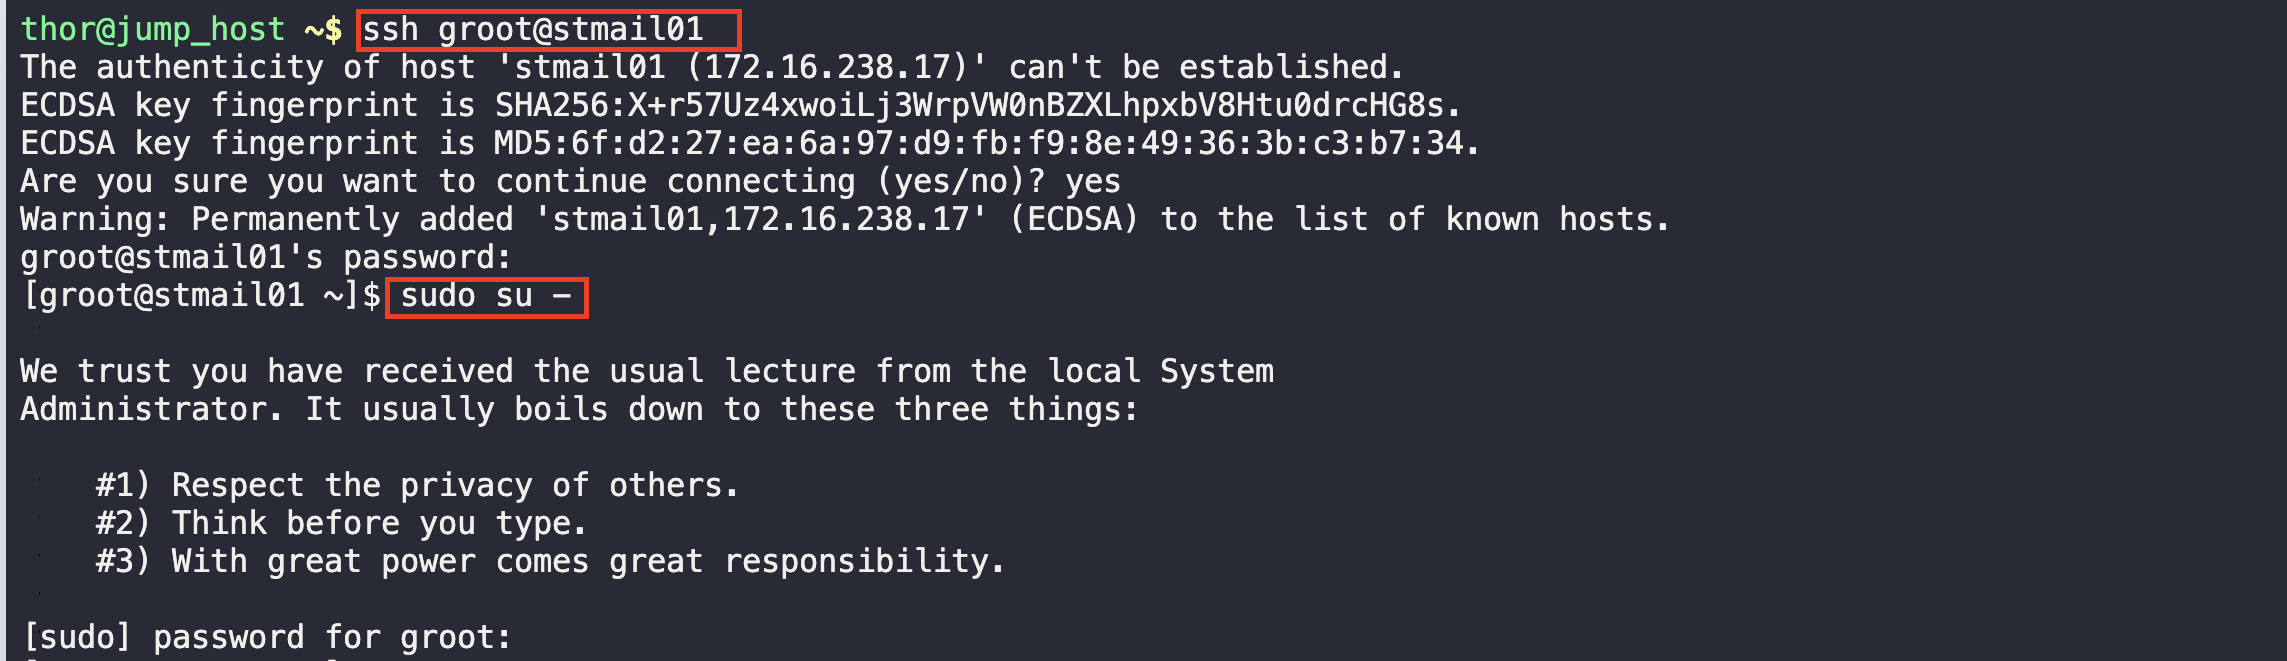 thor@jump_host ~$ ssh groot@stmail01
The authenticity of host 'stmail01 (172.16.238.17)' can't be established.
ECDSA key fingerprint is SHA256:X+r57Uz4xwoiLj3WrpVW0nBZXLhpxbV8Htu0drcHG8s.
ECDSA key fingerprint is MD5:6f:d2:27:ea:6a:97:d9:fb:f9:8e:49:36:3b:c3:b7:34.
Are you sure you want to continue connecting (yes/no)? yes
Warning: Permanently added 'stmail01,172.16.238.17' (ECDSA) to the list of known hosts.
groot@stmail01's password:
[groot@stmail01 ~]$ sudo su -
We trust you have received the usual lecture from the local System
Administrator. It usually boils down to these three things:
#1) Respect the privacy of others.
#2) Think before you type.
#3) With great power comes great responsibility.
[sudo] password for groot: